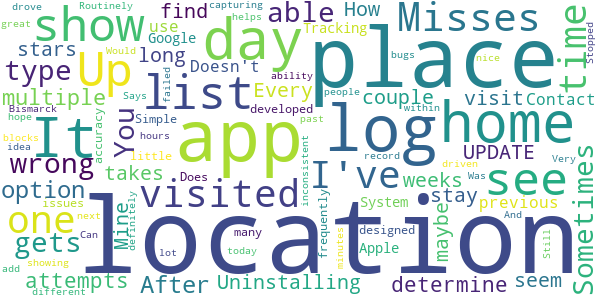 drove
Routinely
great
stars
show
Up
type
multiple
hope
Bismarck
It
idea
blocks
wrong
option
one
issues
next
Can
gets
add
attempts
showing
different
find
use
Says
long
helps
capturing
Google
Doesn't
accuracy
failed
Simple
You
takes
Mine
definitely
After
Was
Does
hours
many
lot
able
day
list
app
Every
developed
visited
little
Would
ability
Uninstalling
today
How
Tracking
bugs
people
past
inconsistent
I've
minutes
driven
Misses
place
couple
log
weeks
System
Apple
frequently
maybe
designed
And
determine
nice
Stopped
time
visit
Contact
within
record
home
UPDATE
Very
see
stay
previous
seem
Still
Sometimes
location